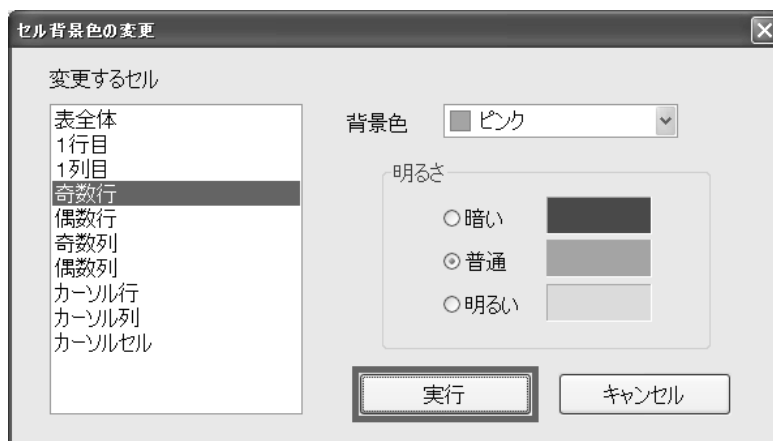 セル背景色の変更
変更するセル
表全体
1行目
1列目
奇数行
偶数行
奇数列
偶数列
カーソル行
カーソル列
カーソルセル
背景色
ピンク
明るさ
暗い
普通
明るい
実行
キャンセル